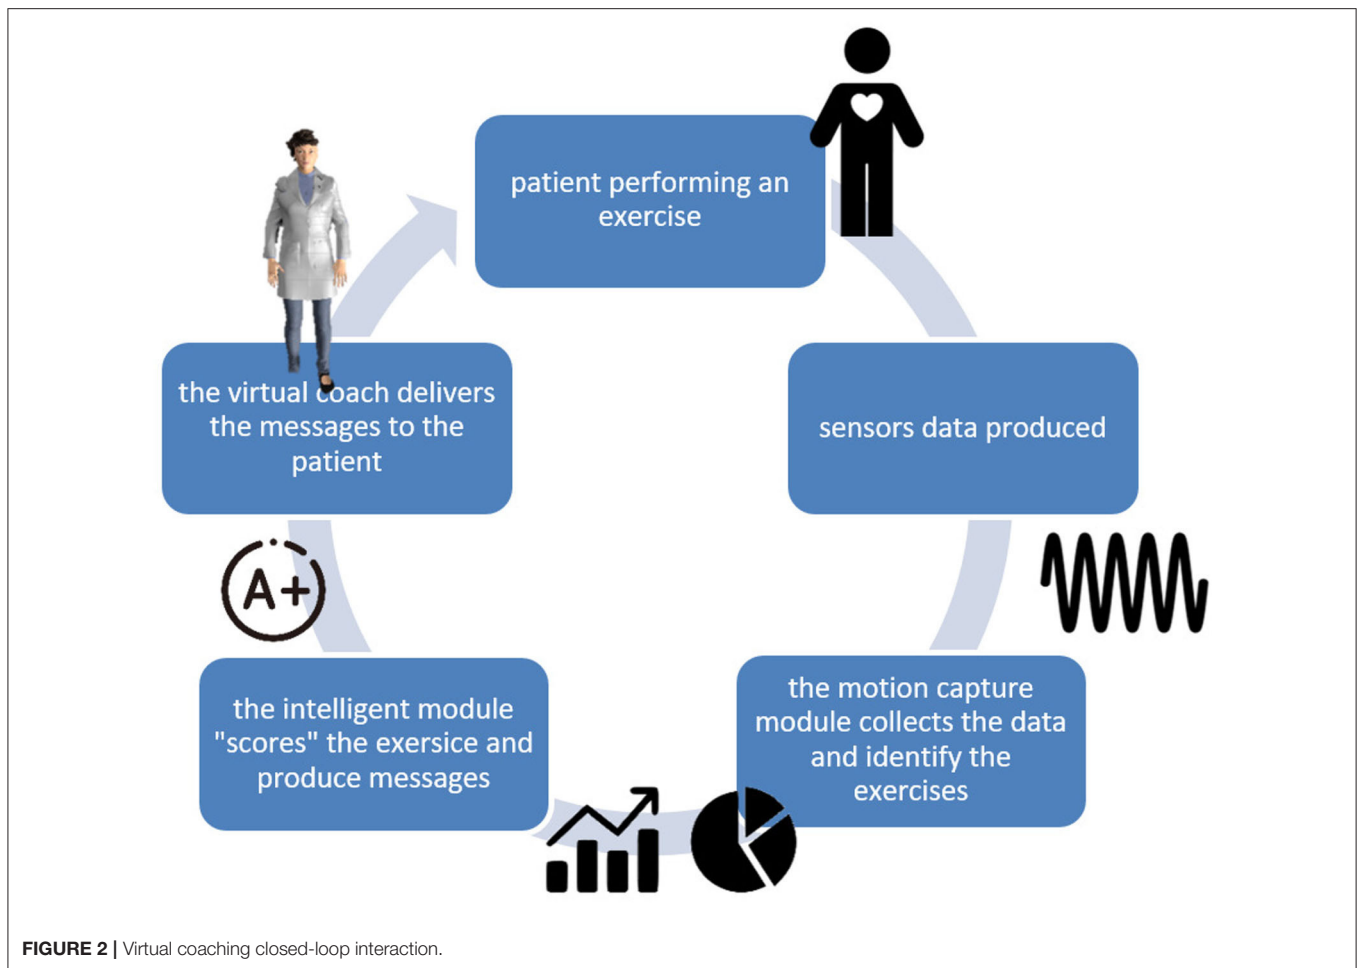 patient performing an
exercise
sensors data produced
the motion capture
module collects the data
and identify the
exercises
the intelligent module
"scores" the exersice and
produce messages
A+
the virtual coach delivers
the messages to the
patient
FIGURE 2 | Virtual coaching closed-loop interaction.